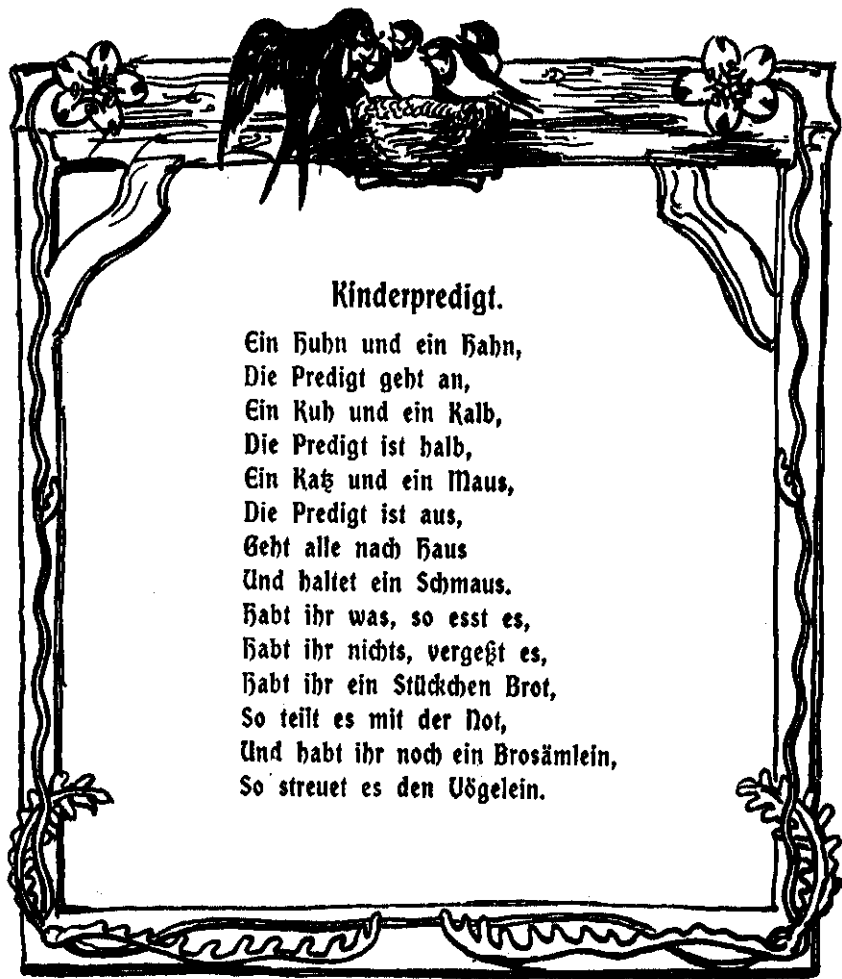 Kinderpredigt.
Ein Huhn und ein Hahn,
Die Predigt geht an,
Ein Kuh und ein Kalb,
Die Predigt ist halb,
Ein Katz und ein Maus,
Die Predigt ist aus,
Geht alle nach Haus
Und haltet ein Schmaus.
Habt ihr was, so esst es,
Habt ihr nichts, vergeßt es,
Habt ihr ein Stückchen Brot,
So teilt es mit der Not,
Und habt ihr noch ein Brosämlein,
So streuet es den Vögelein.